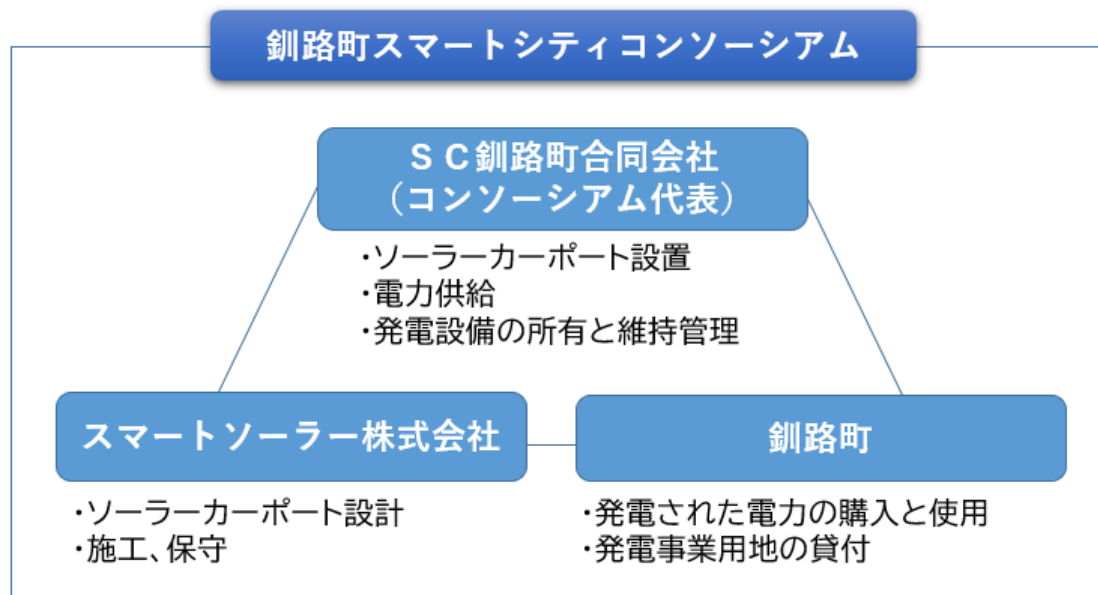 釧路町スマートシティコンソーシアム
ＳＣ釧路町合同会社
（コンソーシアム代表）
・ソーラーカーポート設置
・電力供給
・発電設備の所有と維持管理
スマートソーラー株式会社
・ソーラーカーポート設計
・施工、保守
釧路町
・発電された電力の購入と使用
・発電事業用地の貸付